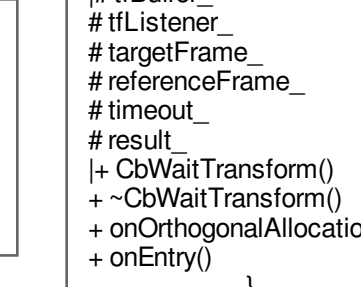 # tfListener_
# targetFrame_
# referenceFrame_
# timeout_
# result_
|+ CbWaitTransform()
+ ~CbWaitTransform()
+ onOrthogonalAllocatio
+ onEntry()